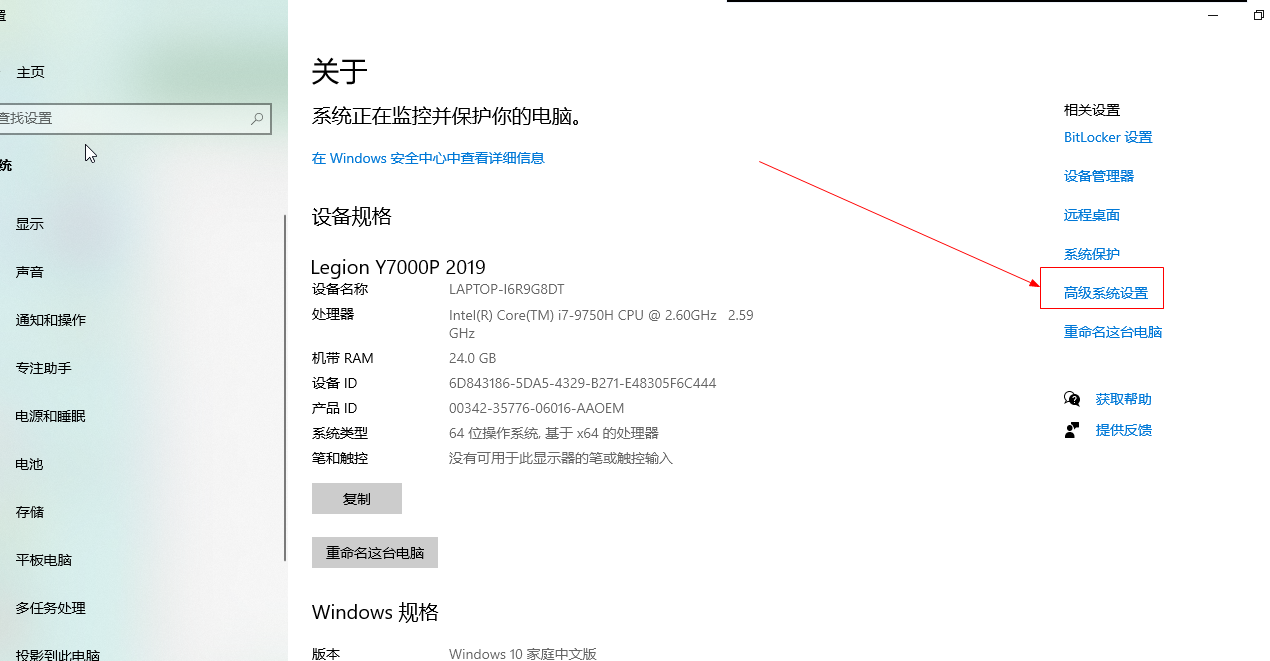 置
主页
查找设置
统
显示
声音
通知和操作
专注助手
电源和睡眠
电池
存储
平板电脑
多任务处理
投影到此电脑
关于
系统正在监控并保护你的电脑。
在 Windows 安全中心中查看详细信息
设备规格
Legion Y7000P 2019
设备名称 LAPTOP-I6R9G8DT
处理器 Intel(R) Core(TM) i7-9750H CPU @ 2.60GHz 2.59
GHz
机带 RAM 24.0 GB
设备 ID 6D843186-5DA5-4329-B271-E48305F6C444
产品 ID 00342-35776-06016-AAOEM
系统类型 64 位操作系统, 基于 x64 的处理器
笔和触控 没有可用于此显示器的笔或触控输入
复制
重命名这台电脑
Windows 规格
版本 Windows 10 家庭中文版
相关设置
BitLocker 设置
设备管理器
远程桌面
系统保护
高级系统设置
重命名这台电脑
获取帮助
提供反馈